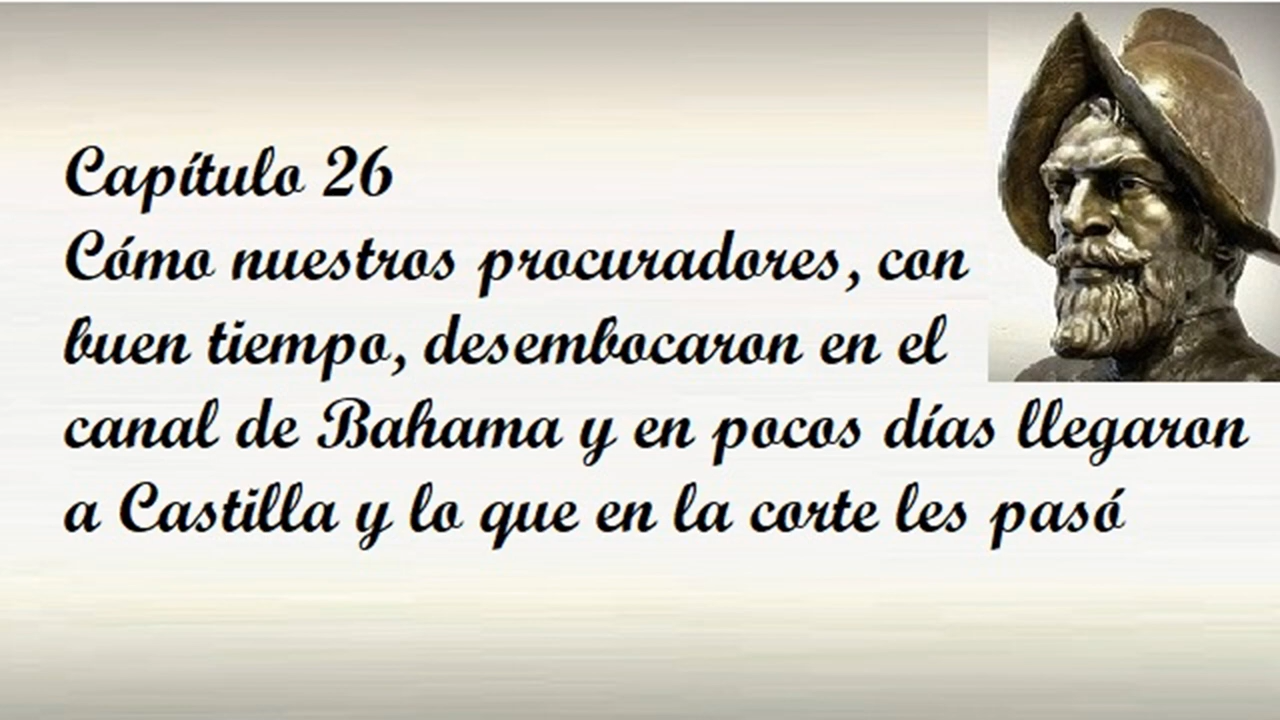 Capítulo 26
Cómo nuestros procuradores, con
buen tiempo, desembocaron en el
canal de Bahama y en pocos días llegaron
a Castilla y lo que en la corte les pasó